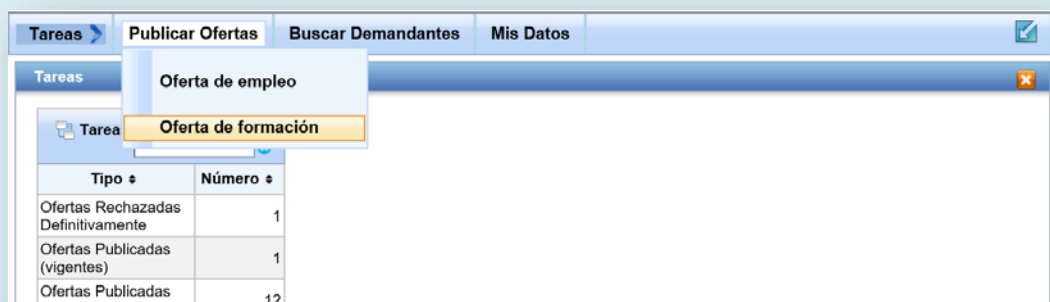 Tareas
Publicar Ofertas
Buscar Demandantes
Mis Datos
Tareas
Oferta de empleo
Oferta de formación
Tarea
Tipo
Número
Ofertas Rechazadas
Definitivamente
1
Ofertas Publicadas
(vigentes)
1
Ofertas Publicadas
12